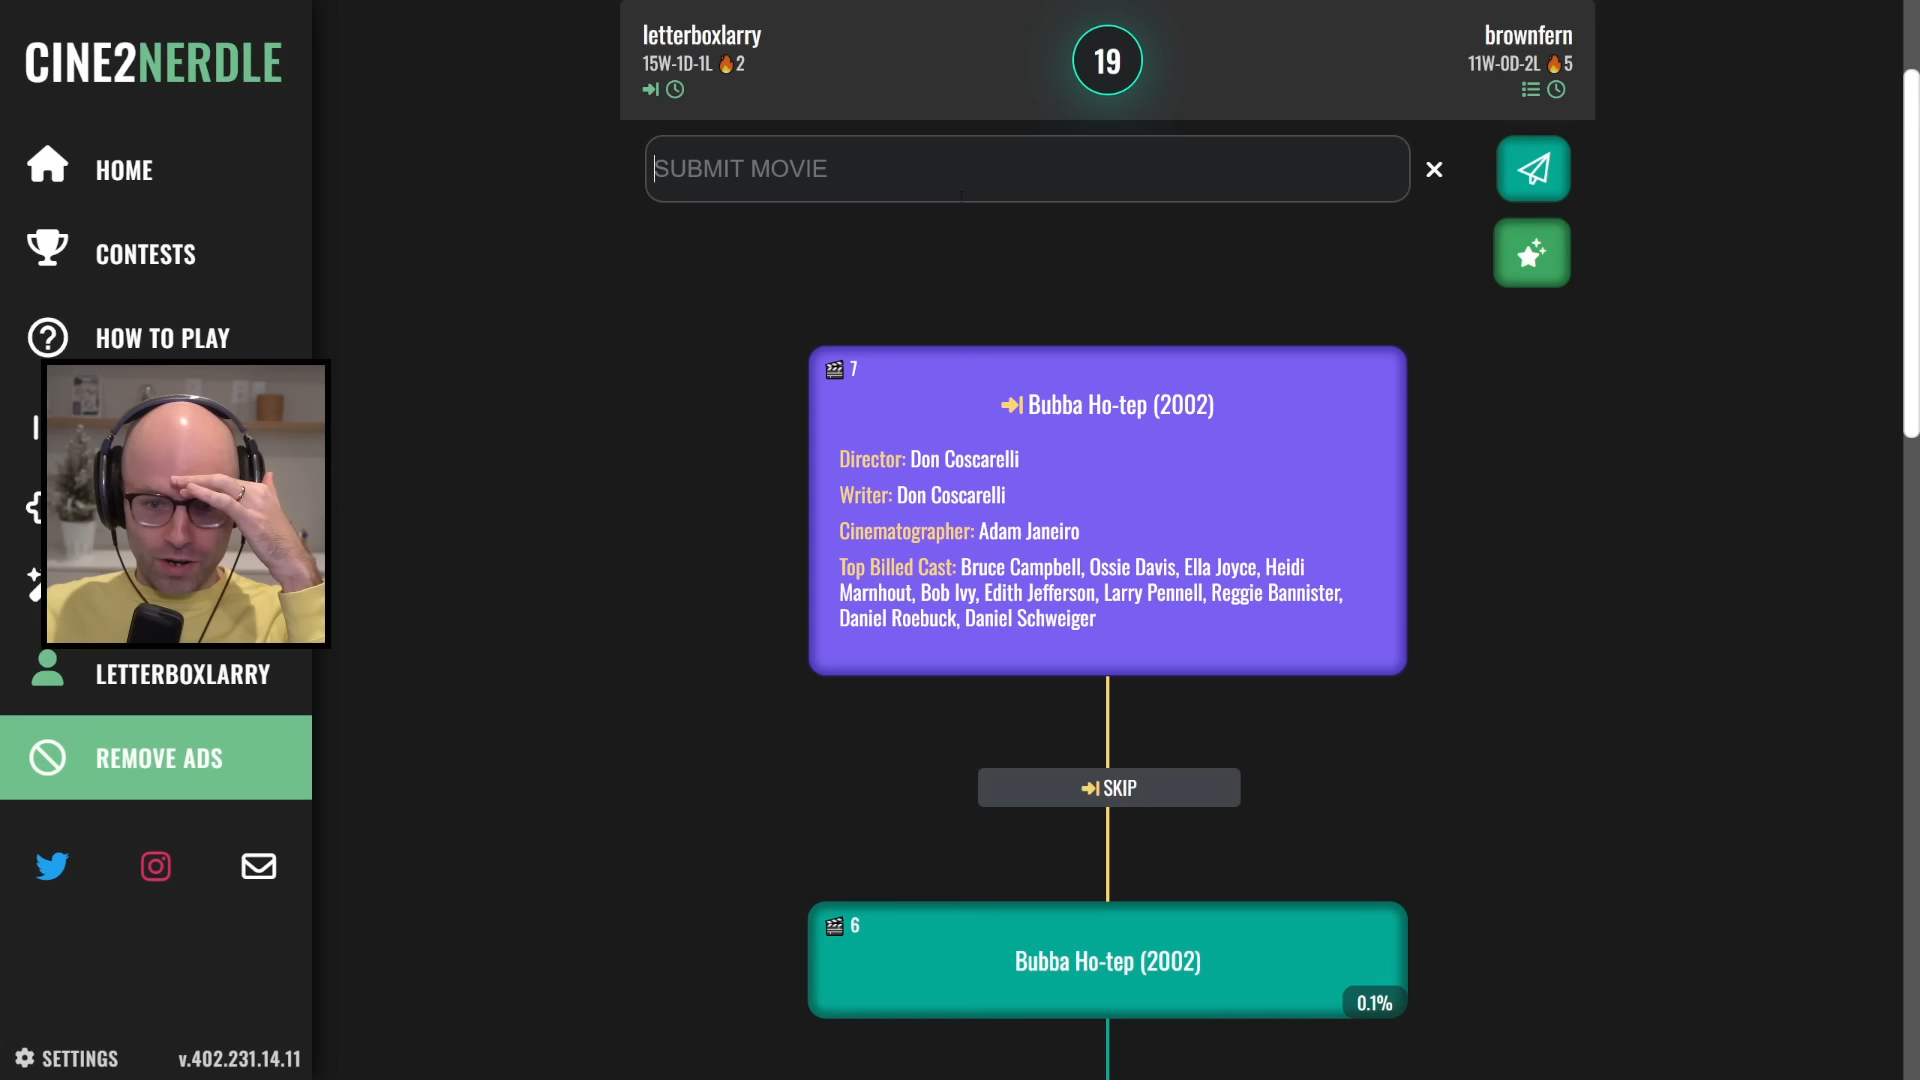 CINE2NERDLE
HOME
CONTESTS
HOW TO PLAY
LETTERBOXLARRY
REMOVE ADS
SETTINGS
v.402.231.14.11
letterboxlarry
15W-1D-1L 🔥2
19
brownfern
11W-0D-2L 🔥5
SUBMIT MOVIE
7
Bubba Ho-tep (2002)
Director: Don Coscarelli
Writer: Don Coscarelli
Cinematographer: Adam Janeiro
Top Billed Cast: Bruce Campbell, Ossie Davis, Ella Joyce, Heidi
Marnhout, Bob Ivy, Edith Jefferson, Larry Pennell, Reggie Bannister,
Daniel Roebuck, Daniel Schweiger
SKIP
6
Bubba Ho-tep (2002)
0.1%